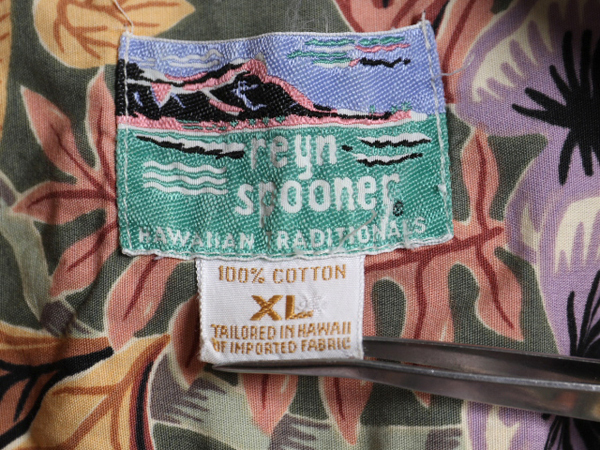 reyn
spooner®
HAWAIIAN TRADITIONALS
100% COTTON
XL
TAILORED IN HAWAII
OF IMPORTED FABRIC